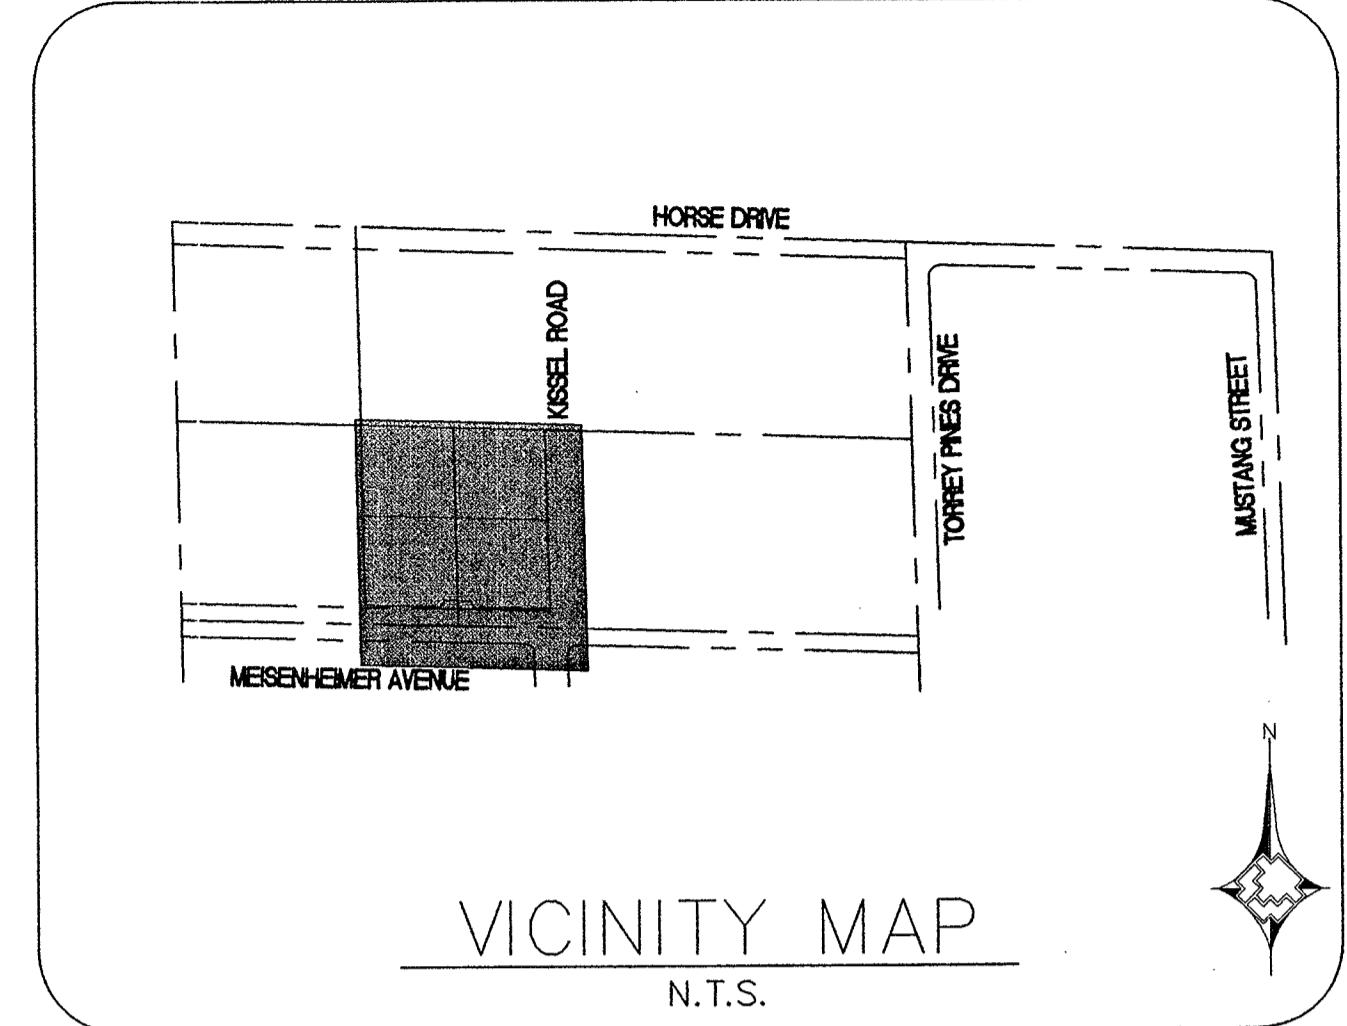 HORSE DRIVE
KISSEL ROAD
TORREY PINES DRIVE
MUSTANG STREET
MEISENHEIMER AVENUE
N
VICINITY MAP
N.T.S.